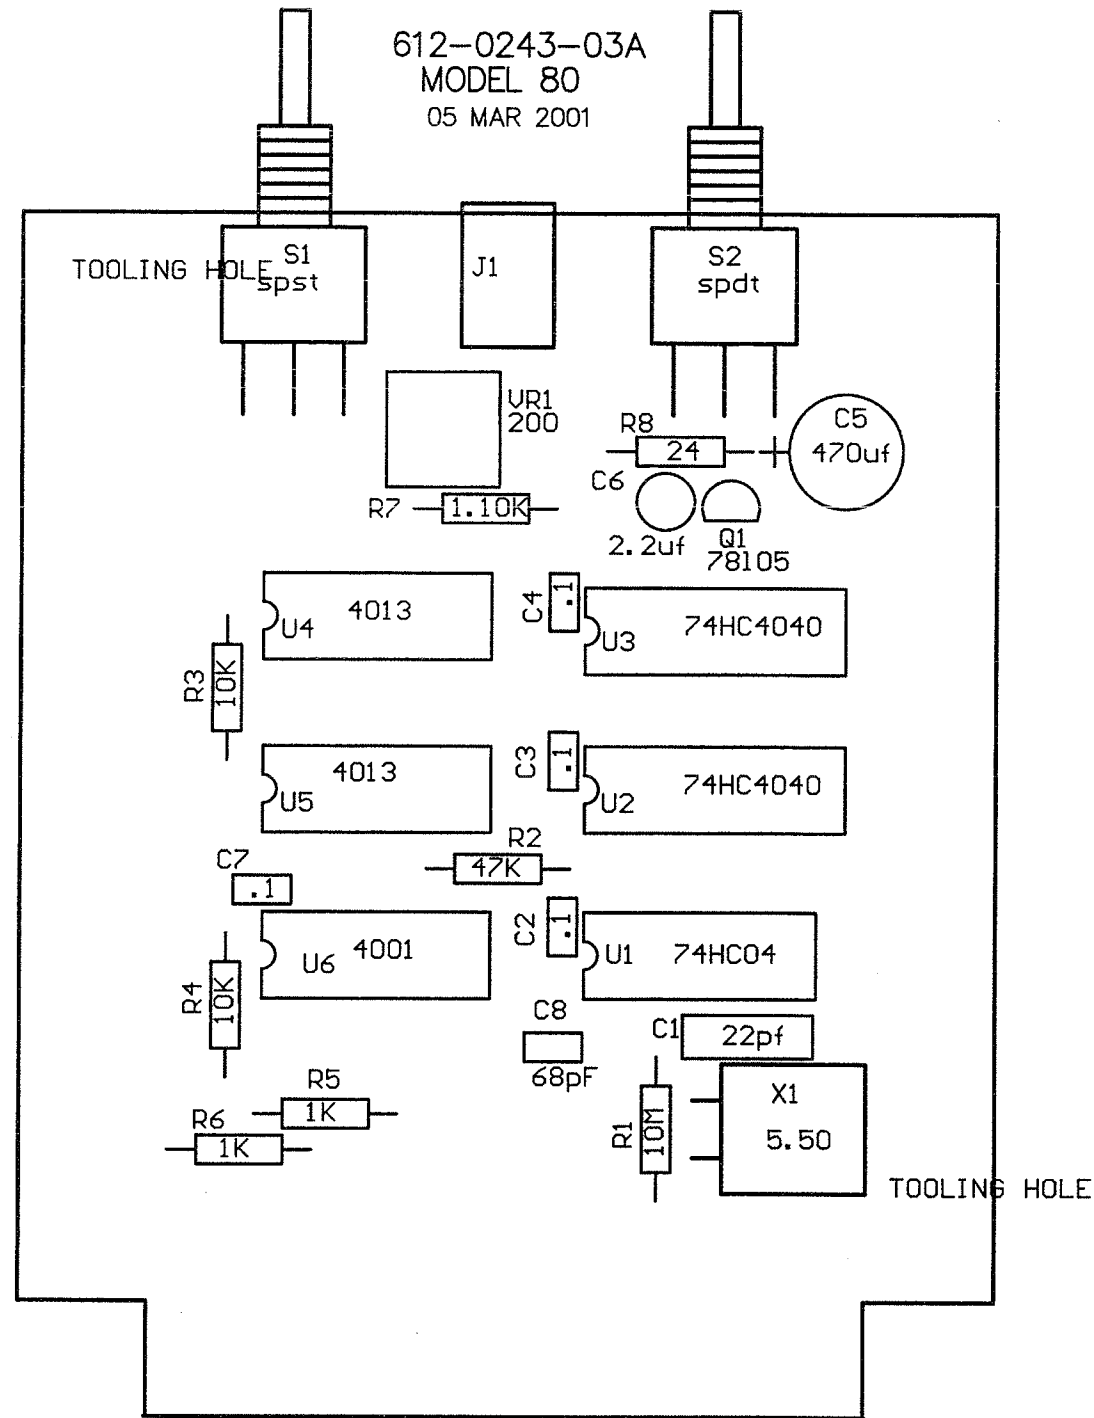 612-0243-03A
MODEL 80
05 MAR 2001
TOOLING HOLE
S1
spst
J1
S2
spdt
VR1
200
R8
24
C5
470uf
C6
2.2uf
Q1
78l05
R7
1.10K
U4
4013
C4
.1
U3
74HC4040
R3
10K
U5
4013
C3
.1
U2
74HC4040
R2
47K
C7
.1
U6
4001
C2
.1
U1
74HC04
R4
10K
C8
68pF
C1
22pf
X1
5.50
R5
1K
R6
1K
R1
10M
TOOLING HOLE